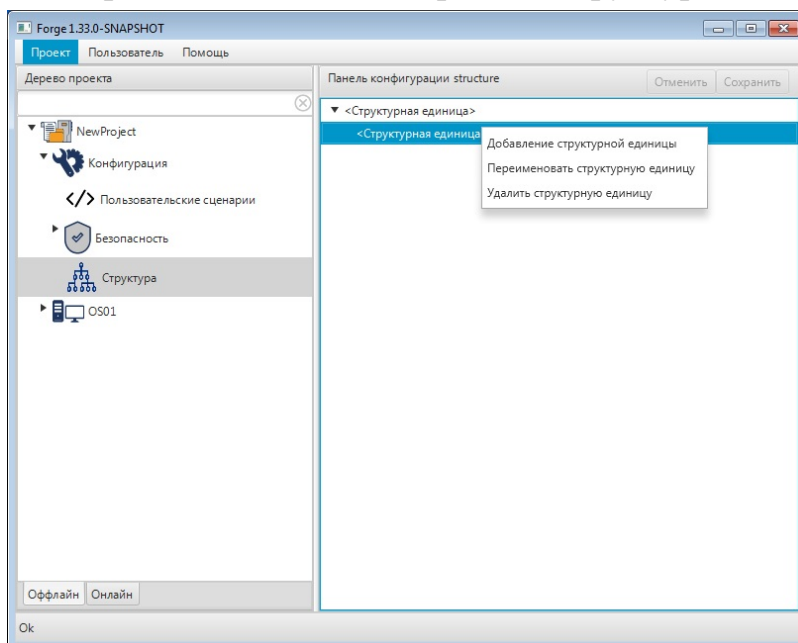 Forge 1.33.0-SNAPSHOT
Проект Пользователь Помощь
Дерево проекта
Панель конфигурации structure
Отменить Сохранить
<Структурная единица>
<Структурная единица
Добавление структурной единицы
Переименовать структурную единицу
Удалить структурную единицу
NewProject
Конфигурация
</> Пользовательские сценарии
Безопасность
Структура
OS01
Оффлайн Онлайн
Ok